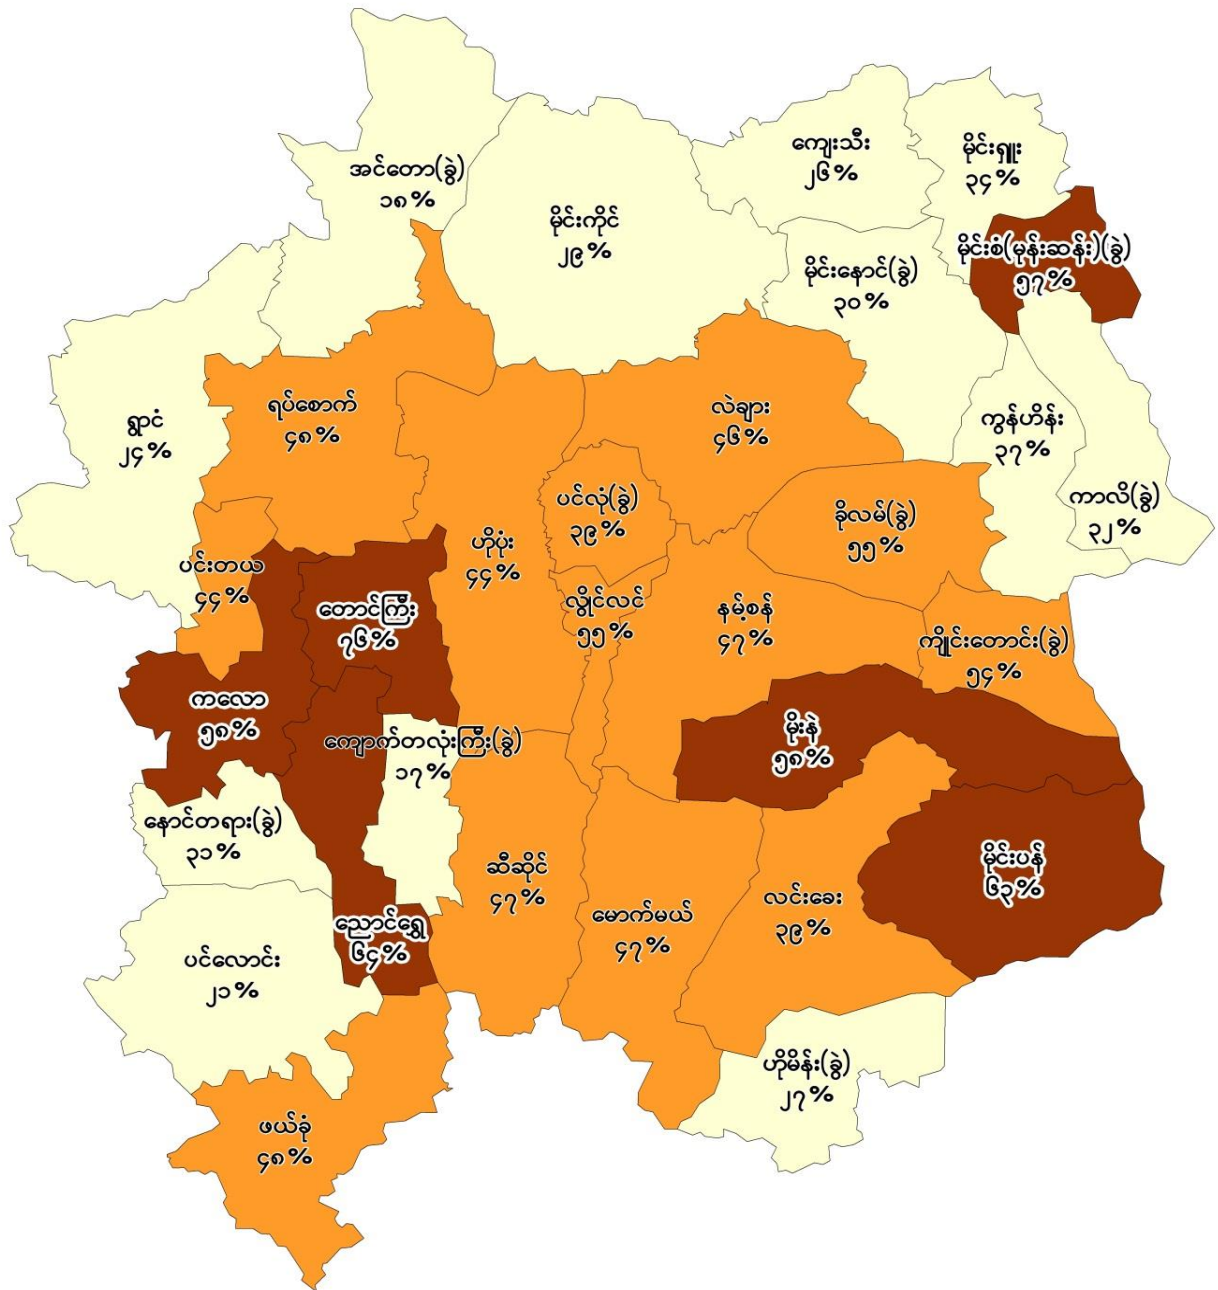 ကျေးသီး
၂၆%
မိုင်းရှူး
၃၄%
အင်တော(ခွဲ)
၁၈%
မိုင်းကိုင်
၂၉%
မိုင်းစံ(မုန်းဆန်း)(ခွဲ)
၅၇%
မိုင်းနောင်(ခွဲ)
၃၀%
ရပ်စောက်
၄၈%
လဲချား
၄၆%
ရွာငံ
၂၄%
ကွန်ဟိန်း
၃၇%
ပင်လုံ(ခွဲ)
၃၉%
ကာလိ(ခွဲ)
၃၂%
ခိုလမ်(ခွဲ)
၅၅%
ဟိုပုံး
၄၄%
ပင်းတယ
၄၄%
လွိုင်လင်
၅၅%
တောင်ကြီး
၇၆%
နမ့်စန်
၄၇%
ကျိုင်းတောင်း(ခွဲ)
၅၄%
ကလော
၅၈%
မိုးနဲ
၅၈%
ကျောက်တလုံးကြီး(ခွဲ)
၁၇%
နောင်တရား(ခွဲ)
၃၁%
မိုင်းပန်
၆၃%
ဆီဆိုင်
၄၇%
လင်းခေး
၃၉%
မောက်မယ်
၄၇%
ညောင်ရွှေ
၆၄%
ပင်လောင်း
၂၁%
ဟိုမိန်း(ခွဲ)
၂၇%
ဖယ်ခုံ
၄၈%